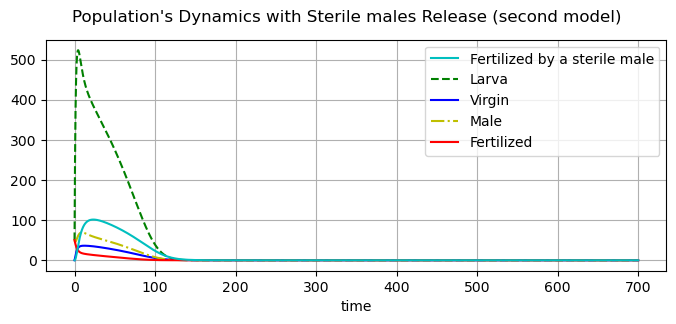 Population's Dynamics with Sterile males Release (second model)
500
400
300
200
100
0
Fertilized by a sterile male
Larva
Virgin
Male
Fertilized
0 100 200 300 400 500 600 700
time